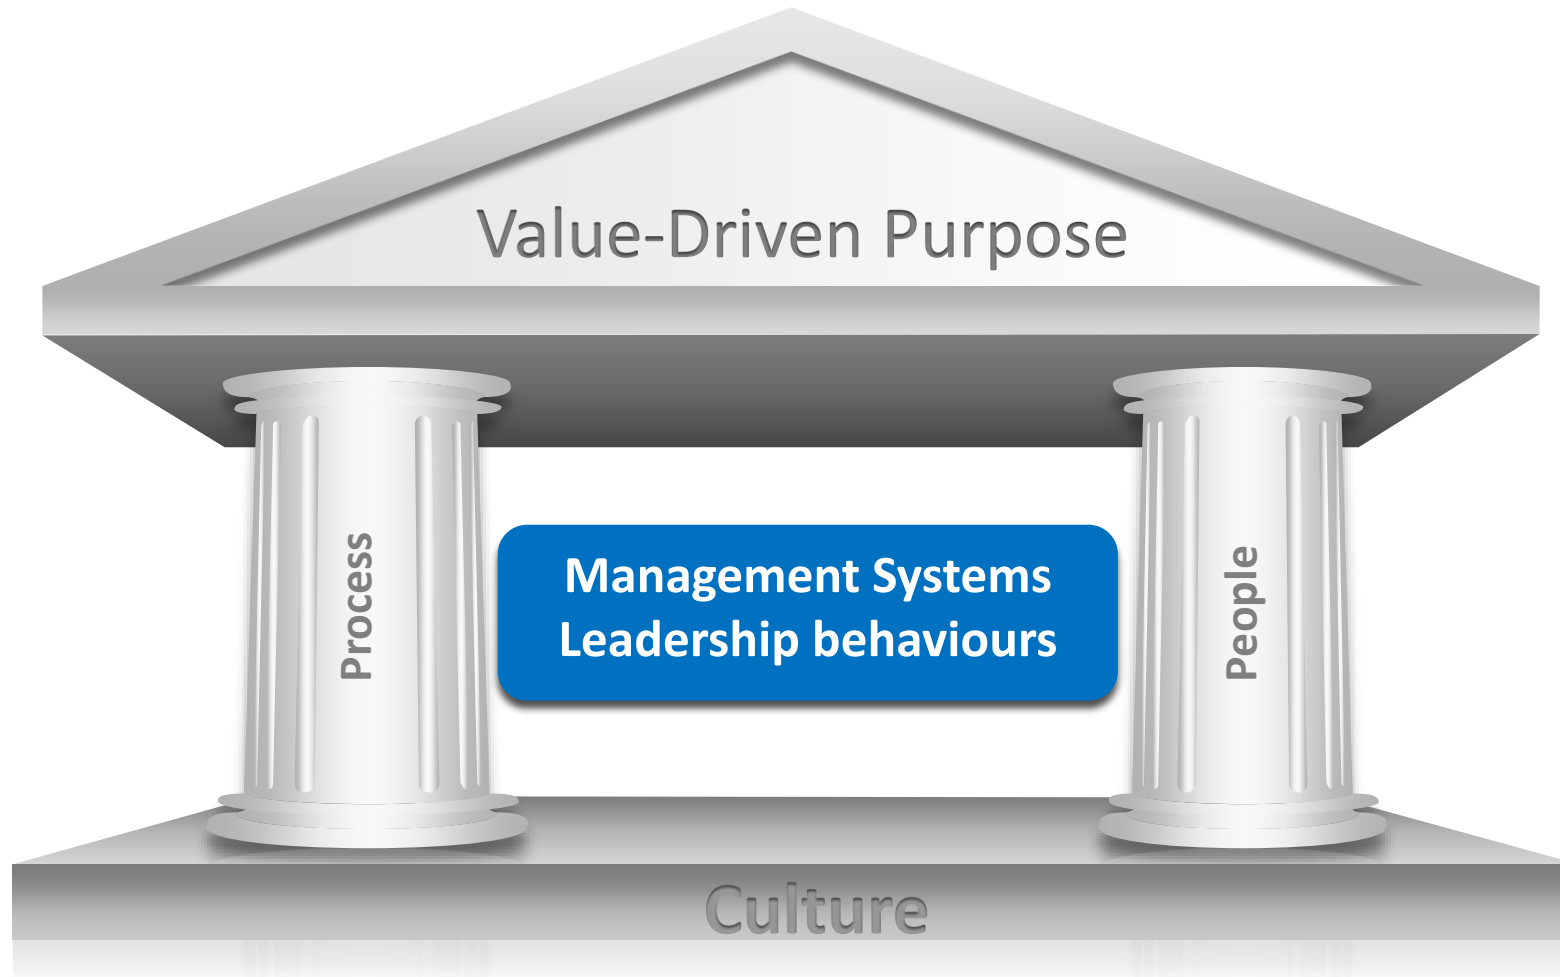 Value-Driven Purpose
Process
Management Systems
Leadership behaviours
People
Culture